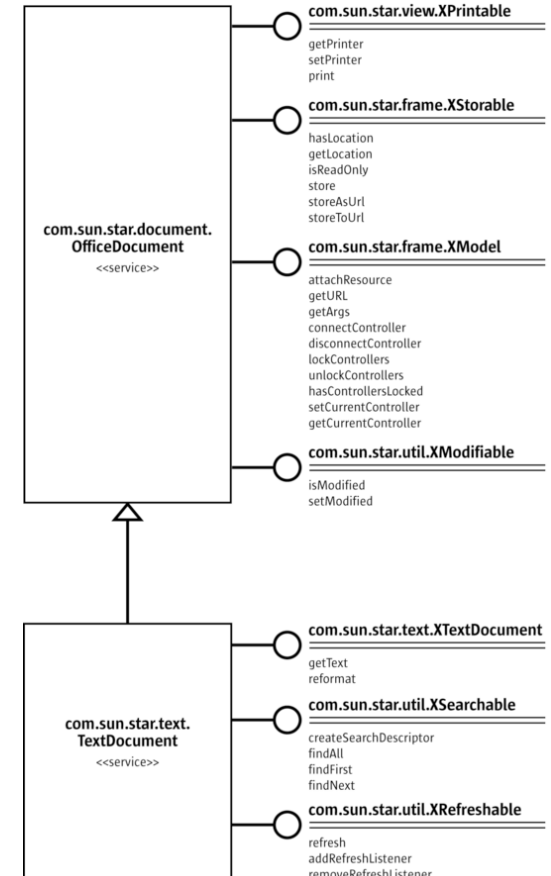 com.sun.star.view.XPrintable
getPrinter
setPrinter
print
com.sun.star.frame.XStorable
hasLocation
getLocation
isReadOnly
store
storeAsUrl
storeToUrl
com.sun.star.document.
OfficeDocument
<<service>>
com.sun.star.frame.XModel
attachResource
getURL
getArgs
connectController
disconnectController
lockControllers
unlockControllers
hasControllersLocked
setCurrentController
getCurrentController
com.sun.star.util.XModifiable
isModified
setModified
com.sun.star.text.XTextDocument
getText
reformat
com.sun.star.text.
TextDocument
<<service>>
com.sun.star.util.XSearchable
createSearchDescriptor
findAll
findFirst
findNext
com.sun.star.util.XRefreshable
refresh
addRefreshListener
removeRefreshListener